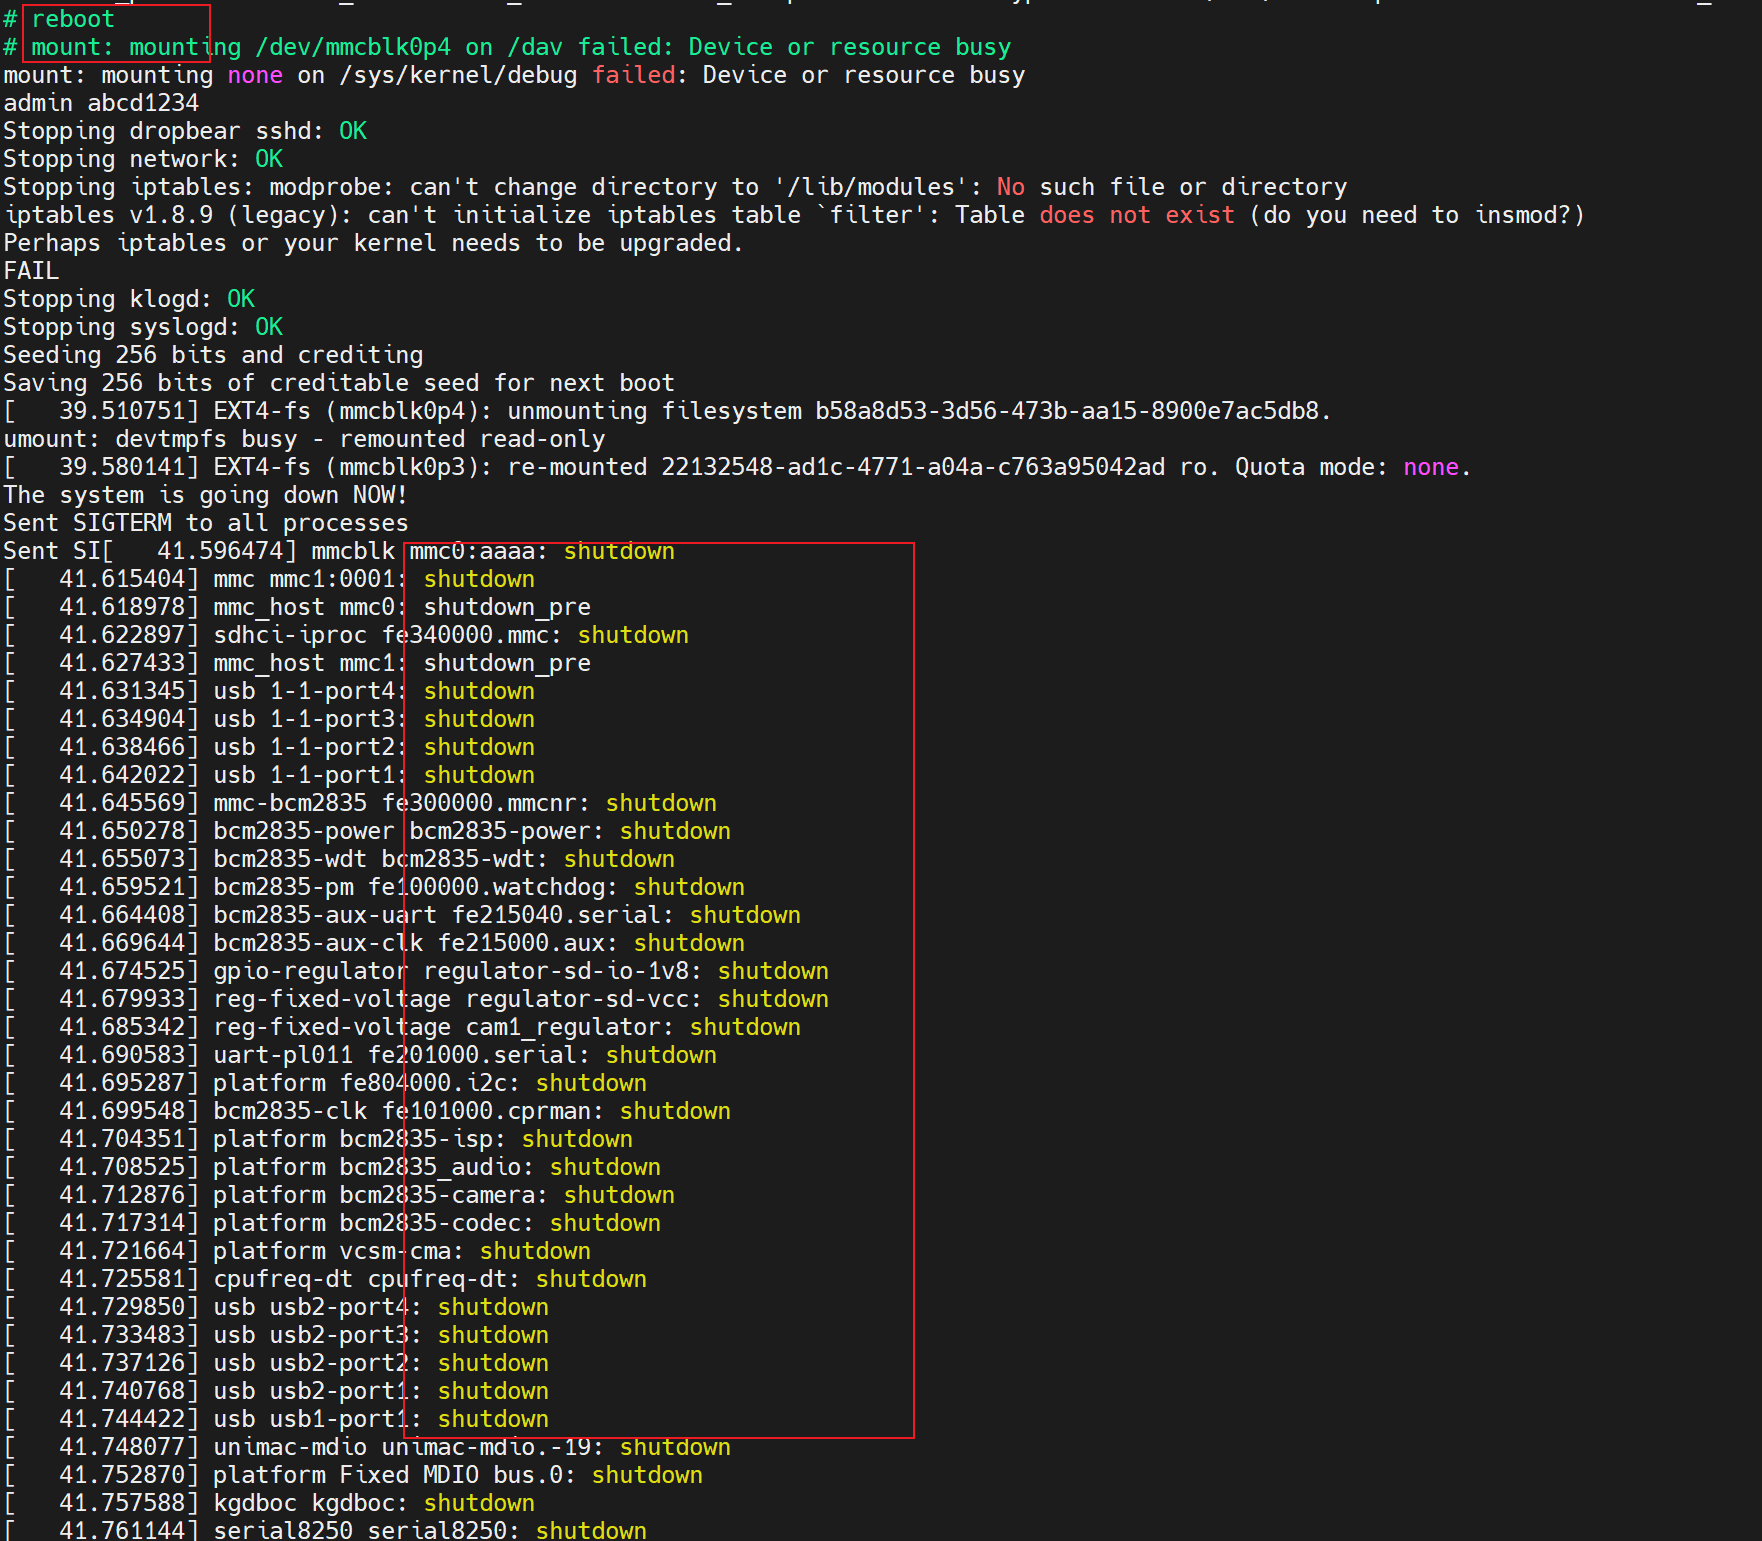 # reboot
# mount: mounting /dev/mmcblk0p4 on /dav failed: Device or resource busy
mount: mounting none on /sys/kernel/debug failed: Device or resource busy
admin abcd1234
Stopping dropbear sshd: OK
Stopping network: OK
Stopping iptables: modprobe: can't change directory to '/lib/modules': No such file or directory
iptables v1.8.9 (legacy): can't initialize iptables table `filter': Table does not exist (do you need to insmod?)
Perhaps iptables or your kernel needs to be upgraded.
FAIL
Stopping klogd: OK
Stopping syslogd: OK
Seeding 256 bits and crediting
Saving 256 bits of creditable seed for next boot
[   39.510751] EXT4-fs (mmcblk0p4): unmounting filesystem b58a8d53-3d56-473b-aa15-8900e7ac5db8.
umount: devtmpfs busy - remounted read-only
[   39.580141] EXT4-fs (mmcblk0p3): re-mounted 22132548-ad1c-4771-a04a-c763a95042ad ro. Quota mode: none.
The system is going down NOW!
Sent SIGTERM to all processes
Sent SI[   41.596474] mmcblk mmc0:aaaa: shutdown
[   41.615404] mmc mmc1:0001: shutdown
[   41.618978] mmc_host mmc0: shutdown_pre
[   41.622897] sdhci-iproc fe340000.mmc: shutdown
[   41.627433] mmc_host mmc1: shutdown_pre
[   41.631345] usb 1-1-port4: shutdown
[   41.634904] usb 1-1-port3: shutdown
[   41.638466] usb 1-1-port2: shutdown
[   41.642022] usb 1-1-port1: shutdown
[   41.645569] mmc-bcm2835 fe300000.mmcnr: shutdown
[   41.650278] bcm2835-power bcm2835-power: shutdown
[   41.655073] bcm2835-wdt bcm2835-wdt: shutdown
[   41.659521] bcm2835-pm fe100000.watchdog: shutdown
[   41.664408] bcm2835-aux-uart fe215040.serial: shutdown
[   41.669644] bcm2835-aux-clk fe215000.aux: shutdown
[   41.674525] gpio-regulator regulator-sd-io-1v8: shutdown
[   41.679933] reg-fixed-voltage regulator-sd-vcc: shutdown
[   41.685342] reg-fixed-voltage cam1_regulator: shutdown
[   41.690583] uart-pl011 fe201000.serial: shutdown
[   41.695287] platform fe804000.i2c: shutdown
[   41.699548] bcm2835-clk fe101000.cprman: shutdown
[   41.704351] platform bcm2835-isp: shutdown
[   41.708525] platform bcm2835_audio: shutdown
[   41.712876] platform bcm2835-camera: shutdown
[   41.717314] platform bcm2835-codec: shutdown
[   41.721664] platform vcsm-cma: shutdown
[   41.725581] cpufreq-dt cpufreq-dt: shutdown
[   41.729850] usb usb2-port4: shutdown
[   41.733483] usb usb2-port3: shutdown
[   41.737126] usb usb2-port2: shutdown
[   41.740768] usb usb2-port1: shutdown
[   41.744422] usb usb1-port1: shutdown
[   41.748077] unimac-mdio unimac-mdio.-19: shutdown
[   41.752870] platform Fixed MDIO bus.0: shutdown
[   41.757588] kgdboc kgdboc: shutdown
[   41.761144] serial8250 serial8250: shutdown